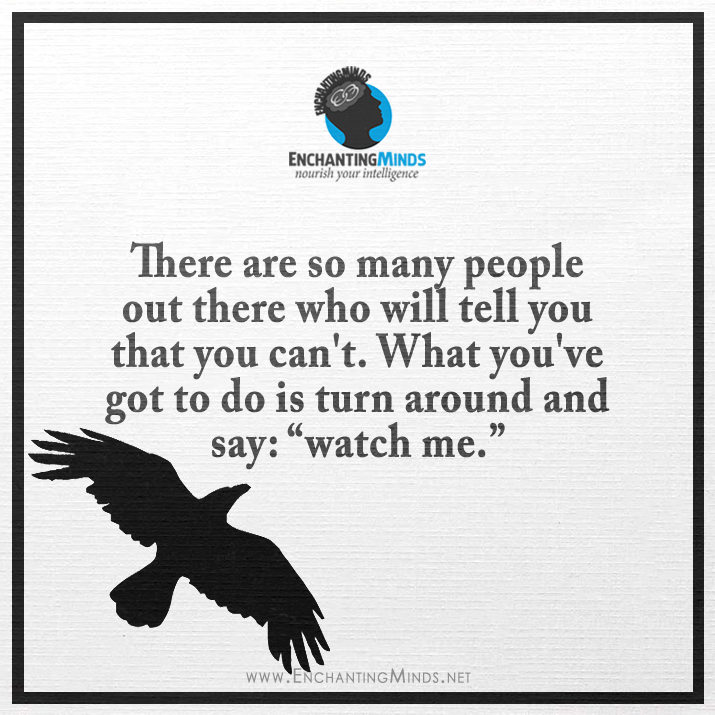 ENCHANTINGMINDS
ENCHANTINGMINDS
nourish your intelligence
There are so many people
out there who will tell you
that you can't. What you've
got to do is turn around and
say: “watch me.”
WWW.ENCHANTINGMINDS.NET